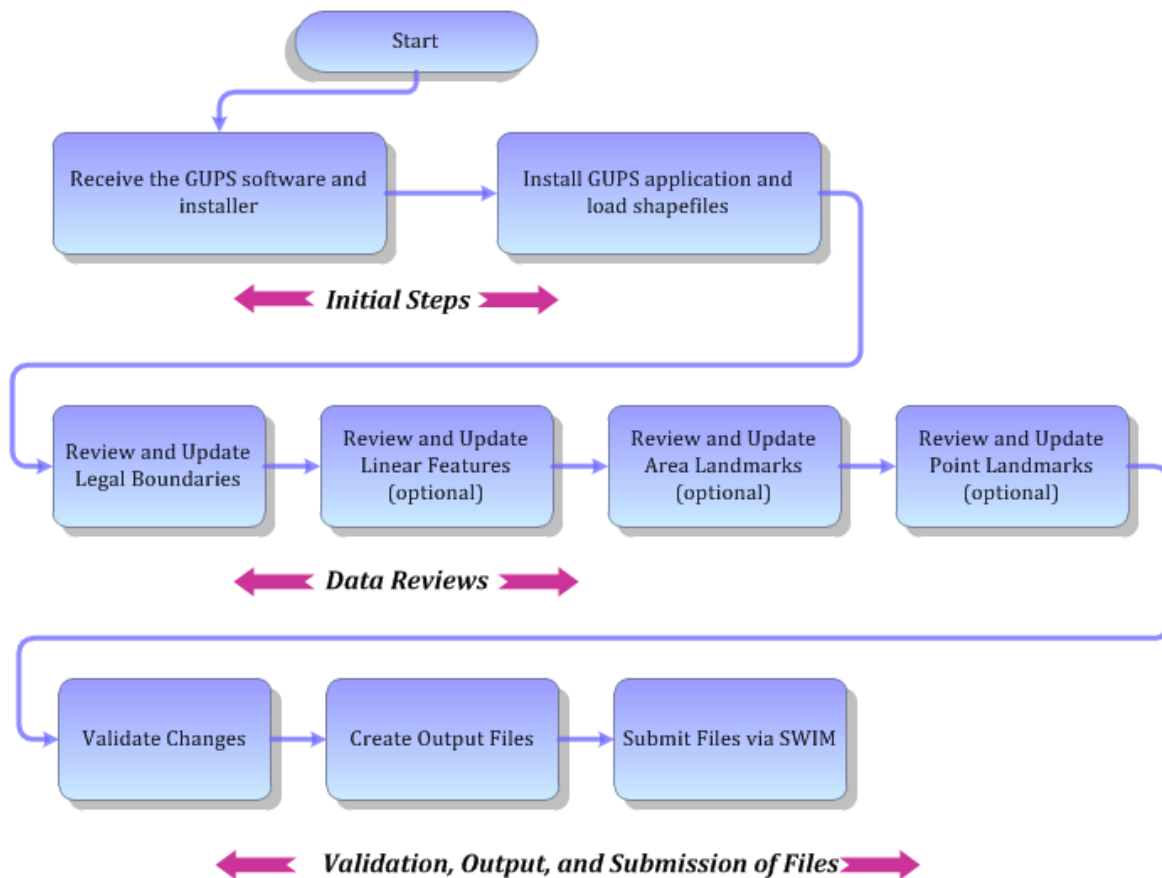 Start
Receive the GUPS software and
installer
Install GUPS application and
load shapefiles
Initial Steps
Review and Update
Legal Boundaries
Review and Update
Linear Features
(optional)
Review and Update
Area Landmarks
(optional)
Review and Update
Point Landmarks
(optional)
Data Reviews
Validate Changes
Create Output Files
Submit Files via SWIM
Validation, Output, and Submission of Files